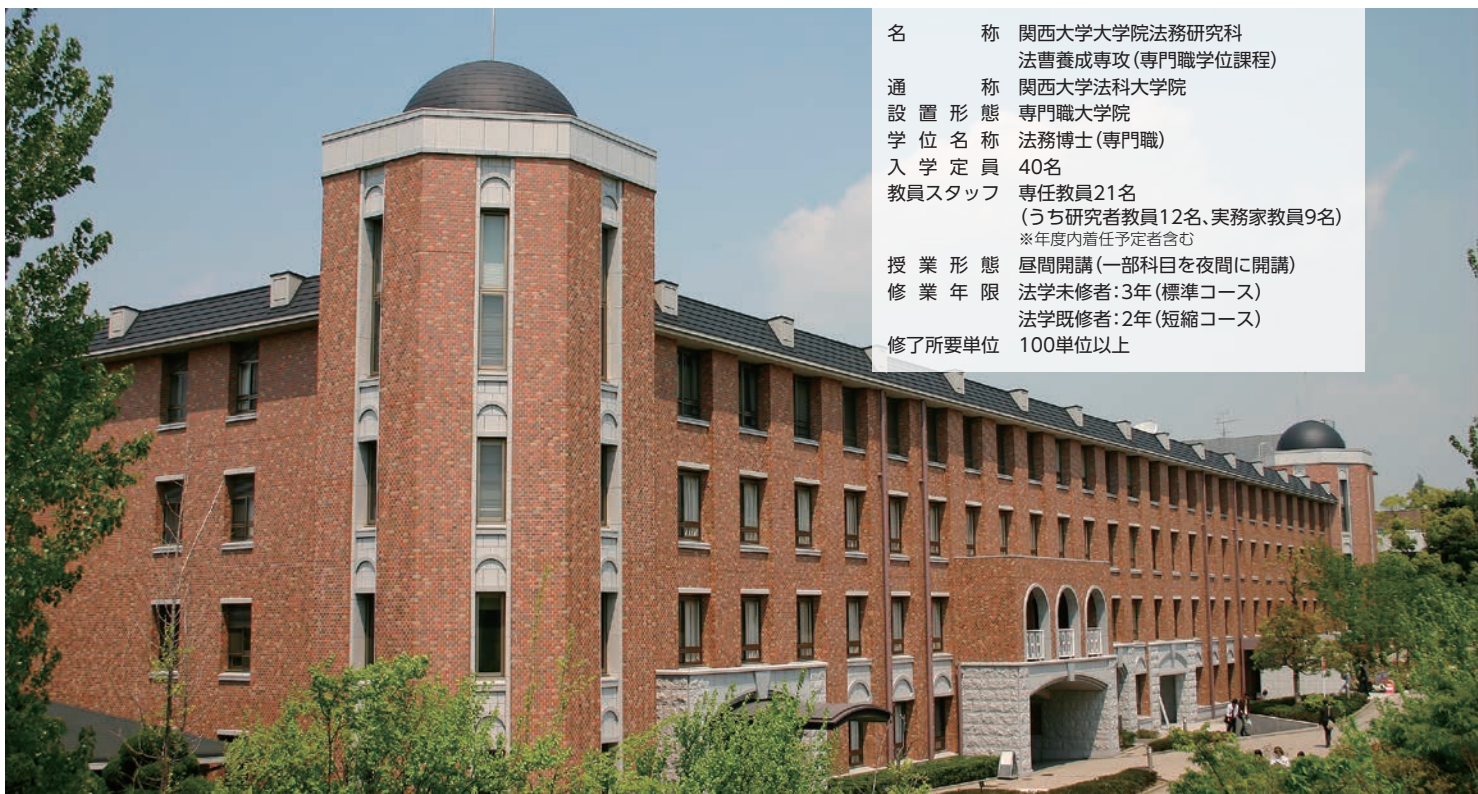 名称 関西大学大学院法務研究科
法曹養成専攻(専門職学位課程)
通称 関西大学法科大学院
設置形態 専門職大学院
学位名称 法務博士(専門職)
入学定員 40名
教員スタッフ 専任教員21名
(うち研究者教員12名、実務家教員9名)
※年度内着任予定者含む
授業形態 昼間開講(一部科目を夜間に開講)
修業年限 法学未修者:3年(標準コース)
法学既修者:2年(短縮コース)
修了所要単位 100単位以上